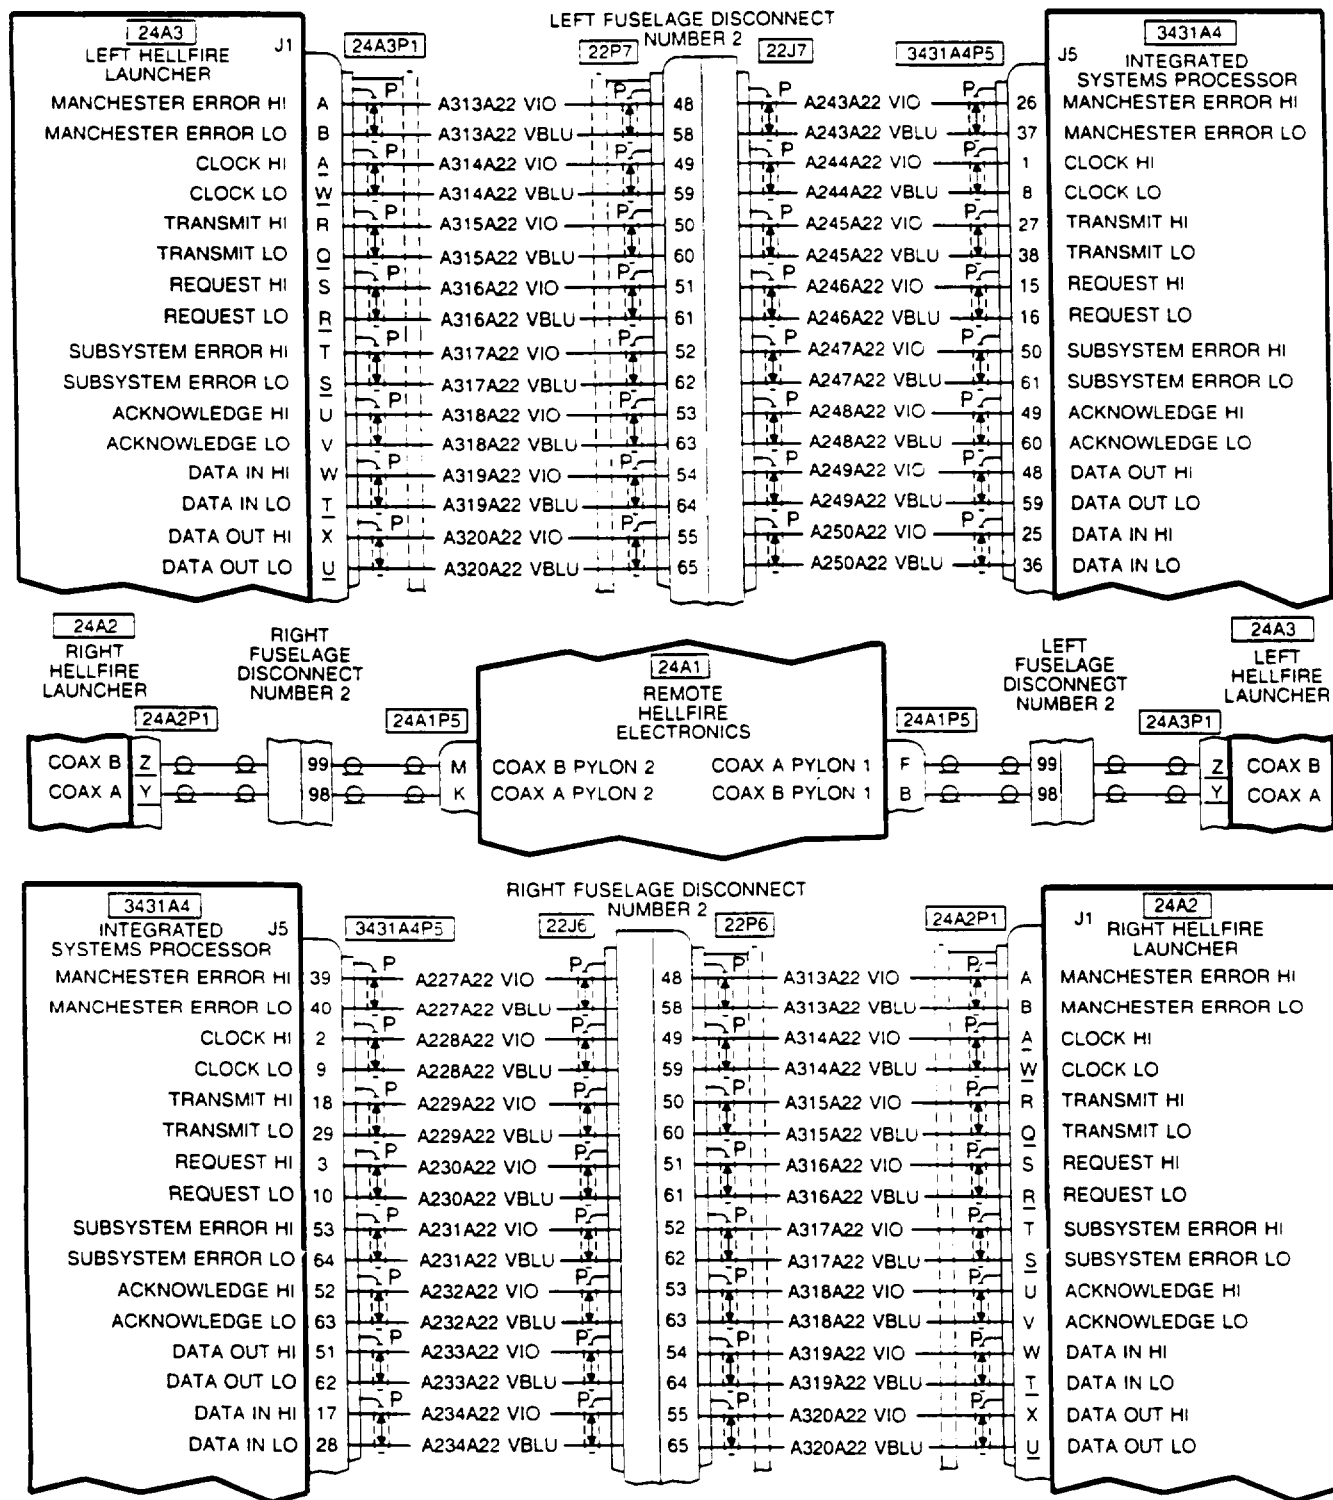 LEFT FUSELAGE DISCONNECT
NUMBER 2
24A3 J1 24A3P1 22P7 22J7 3431A4P5 J5 3431A4
LEFT HELLFIRE
LAUNCHER
INTEGRATED
SYSTEMS PROCESSOR
MANCHESTER ERROR HI A P A313A22 VIO P 48 P A243A22 VIO P 26 MANCHESTER ERROR HI
MANCHESTER ERROR LO B A313A22 VBLU 58 A243A22 VBLU 37 MANCHESTER ERROR LO
CLOCK HI A P A314A22 VIO P 49 P A244A22 VIO P 1 CLOCK HI
CLOCK LO W A314A22 VBLU 59 A244A22 VBLU 8 CLOCK LO
TRANSMIT HI R P A315A22 VIO P 50 P A245A22 VIO P 27 TRANSMIT HI
TRANSMIT LO Q A315A22 VBLU 60 A245A22 VBLU 38 TRANSMIT LO
REQUEST HI S P A316A22 VIO P 51 P A246A22 VIO P 15 REQUEST HI
REQUEST LO R A316A22 VBLU 61 A246A22 VBLU 16 REQUEST LO
SUBSYSTEM ERROR HI T P A317A22 VIO P 52 P A247A22 VIO P 50 SUBSYSTEM ERROR HI
SUBSYSTEM ERROR LO S A317A22 VBLU 62 A247A22 VBLU 61 SUBSYSTEM ERROR LO
ACKNOWLEDGE HI U P A318A22 VIO P 53 P A248A22 VIO P 49 ACKNOWLEDGE HI
ACKNOWLEDGE LO V A318A22 VBLU 63 A248A22 VBLU 60 ACKNOWLEDGE LO
DATA IN HI W P A319A22 VIO P 54 P A249A22 VIO P 48 DATA OUT HI
DATA IN LO T A319A22 VBLU 64 A249A22 VBLU 59 DATA OUT LO
DATA OUT HI X P A320A22 VIO P 55 P A250A22 VIO P 25 DATA IN HI
DATA OUT LO U A320A22 VBLU 65 A250A22 VBLU 36 DATA IN LO
24A2
RIGHT
HELLFIRE
LAUNCHER
RIGHT
FUSELAGE
DISCONNECT
NUMBER 2
24A1
REMOTE
HELLFIRE
ELECTRONICS
LEFT
FUSELAGE
DISCONNECT
NUMBER 2
24A3
LEFT
HELLFIRE
LAUNCHER
24A2P1 24A1P5 24A1P5 24A3P1
COAX B Z 99 M COAX B PYLON 2 COAX A PYLON 1 F 99 Z COAX B
COAX A Y 98 K COAX A PYLON 2 COAX B PYLON 1 B 98 Y COAX A
RIGHT FUSELAGE DISCONNECT
NUMBER 2
3431A4 J5 3431A4P5 22J6 22P6 24A2P1 J1 24A2
INTEGRATED
SYSTEMS PROCESSOR
RIGHT HELLFIRE
LAUNCHER
MANCHESTER ERROR HI 39 P A227A22 VIO P 48 P A313A22 VIO P A MANCHESTER ERROR HI
MANCHESTER ERROR LO 40 A227A22 VBLU 58 A313A22 VBLU B MANCHESTER ERROR LO
CLOCK HI 2 P A228A22 VIO P 49 P A314A22 VIO P A CLOCK HI
CLOCK LO 9 A228A22 VBLU 59 A314A22 VBLU W CLOCK LO
TRANSMIT HI 18 P A229A22 VIO P 50 P A315A22 VIO P R TRANSMIT HI
TRANSMIT LO 29 A229A22 VBLU 60 A315A22 VBLU Q TRANSMIT LO
REQUEST HI 3 P A230A22 VIO P 51 P A316A22 VIO P S REQUEST HI
REQUEST LO 10 A230A22 VBLU 61 A316A22 VBLU R REQUEST LO
SUBSYSTEM ERROR HI 53 P A231A22 VIO P 52 P A317A22 VIO P T SUBSYSTEM ERROR HI
SUBSYSTEM ERROR LO 64 A231A22 VBLU 62 A317A22 VBLU S SUBSYSTEM ERROR LO
ACKNOWLEDGE HI 52 P A232A22 VIO P 53 P A318A22 VIO P U ACKNOWLEDGE HI
ACKNOWLEDGE LO 63 A232A22 VBLU 63 A318A22 VBLU V ACKNOWLEDGE LO
DATA OUT HI 51 P A233A22 VIO P 54 P A319A22 VIO P W DATA IN HI
DATA OUT LO 62 A233A22 VBLU 64 A319A22 VBLU T DATA IN LO
DATA IN HI 17 P A234A22 VIO P 55 P A320A22 VIO P X DATA OUT HI
DATA IN LO 28 A234A22 VBLU 65 A320A22 VBLU U DATA OUT LO